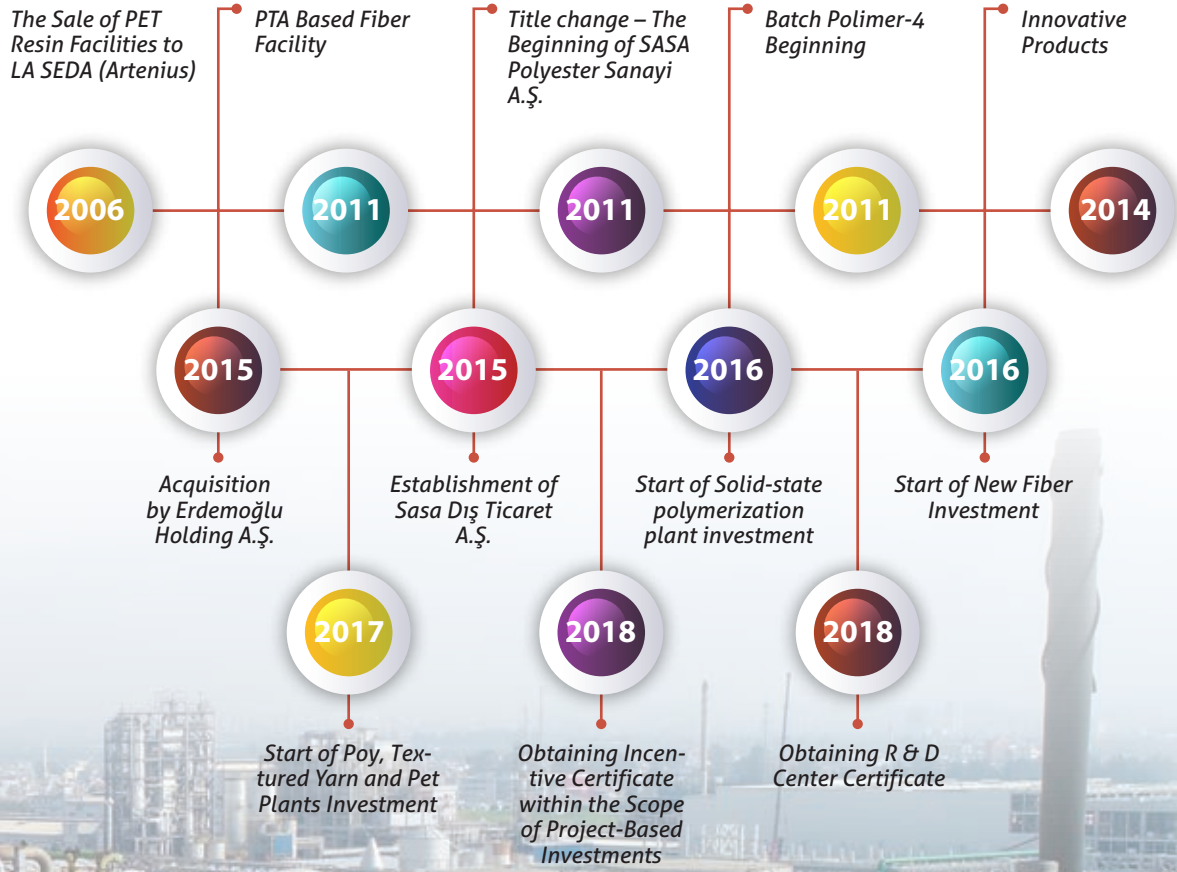 The Sale of PET
Resin Facilities to
LA SEDA (Artenius)
PTA Based Fiber
Facility
Title change – The
Beginning of SASA
Polyester Sanayi
A.Ş.
Batch Polimer-4
Beginning
Innovative
Products
2006
2011
2011
2011
2014
2015
2015
2016
2016
Acquisition
by Erdemoğlu
Holding A.Ş.
Establishment of
Sasa Dış Ticaret
A.Ş.
Start of Solid-state
polymerization
plant investment
Start of New Fiber
Investment
2017
2018
2018
Start of Poy, Tex-
tured Yarn and Pet
Plants Investment
Obtaining Incen-
tive Certificate
within the Scope
of Project-Based
Investments
Obtaining R & D
Center Certificate